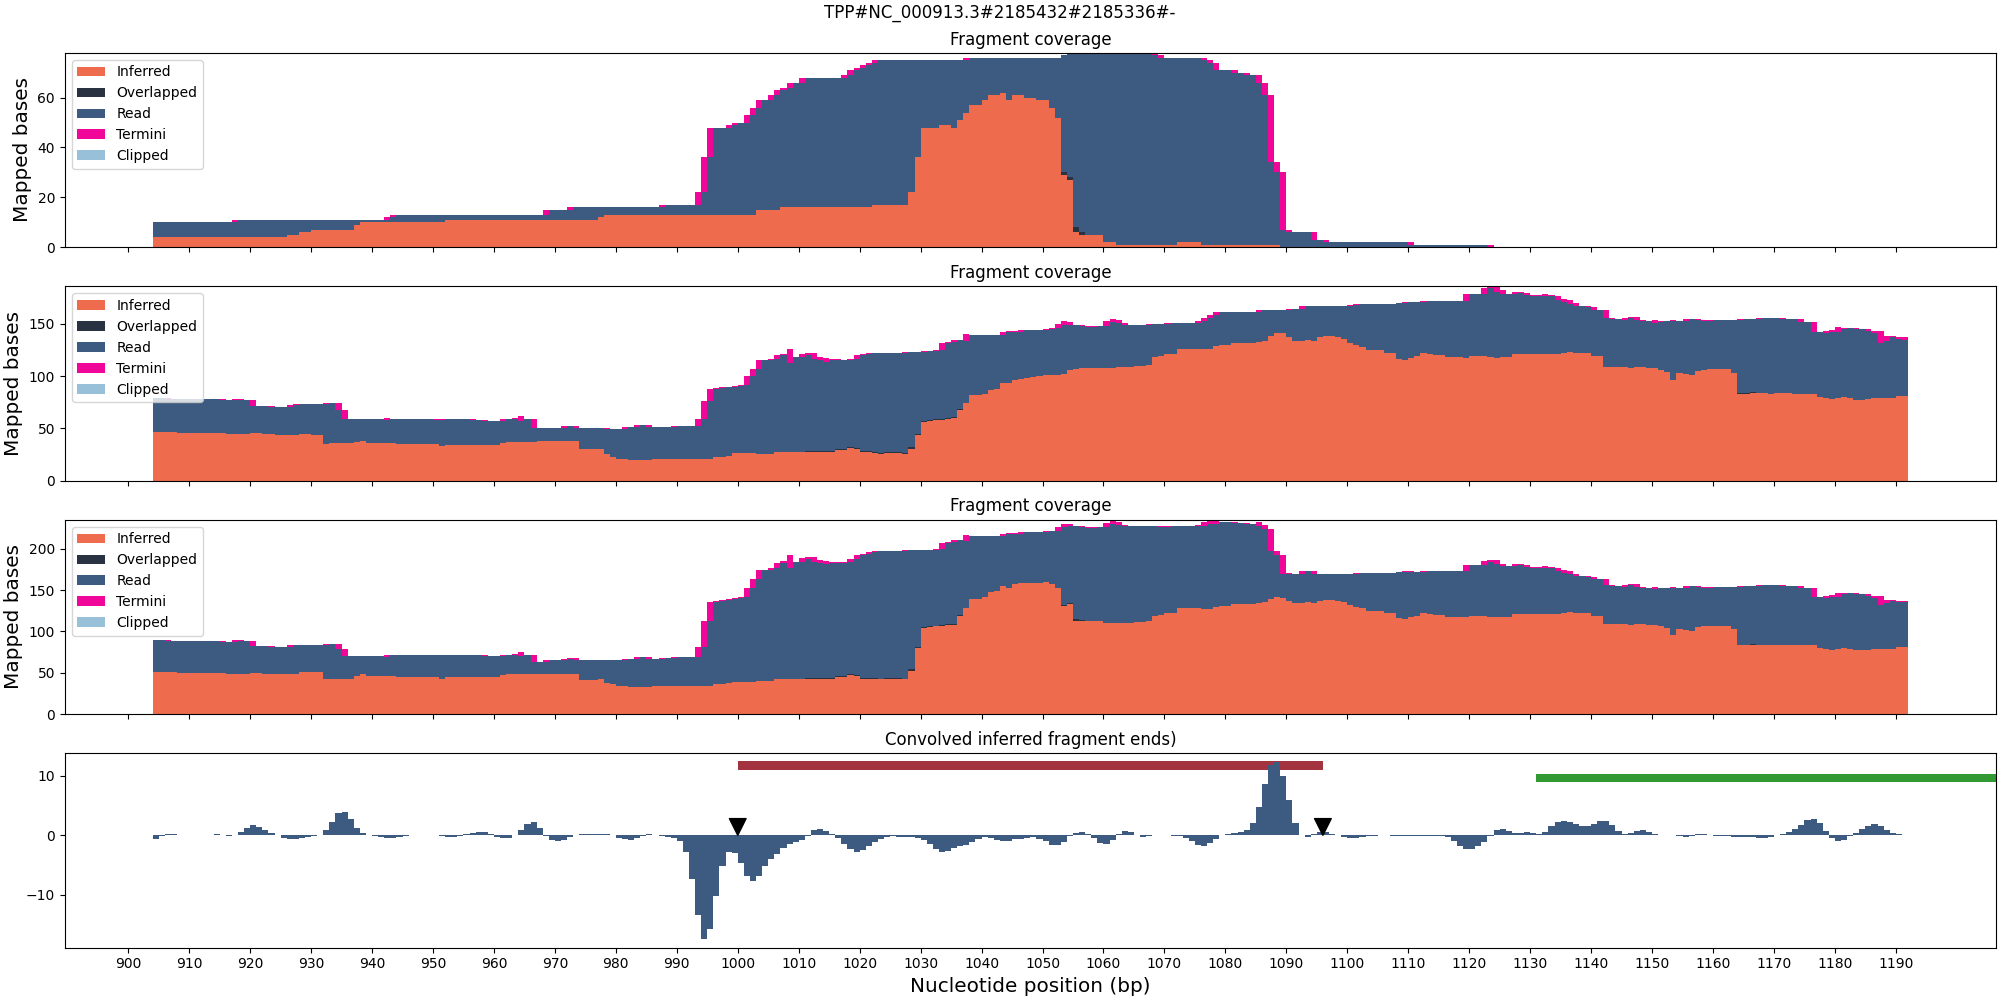 TPP#NC_000913.3#2185432#2185336#-
Fragment coverage
Mapped bases
60
40
20
0
Inferred
Overlapped
Read
Termini
Clipped
Fragment coverage
Mapped bases
150
100
50
0
Inferred
Overlapped
Read
Termini
Clipped
Fragment coverage
Mapped bases
200
150
100
50
0
Inferred
Overlapped
Read
Termini
Clipped
Convolved inferred fragment ends)
10
0
−10
900 910 920 930 940 950 960 970 980 990 1000 1010 1020 1030 1040 1050 1060 1070 1080 1090 1100 1110 1120 1130 1140 1150 1160 1170 1180 1190
Nucleotide position (bp)